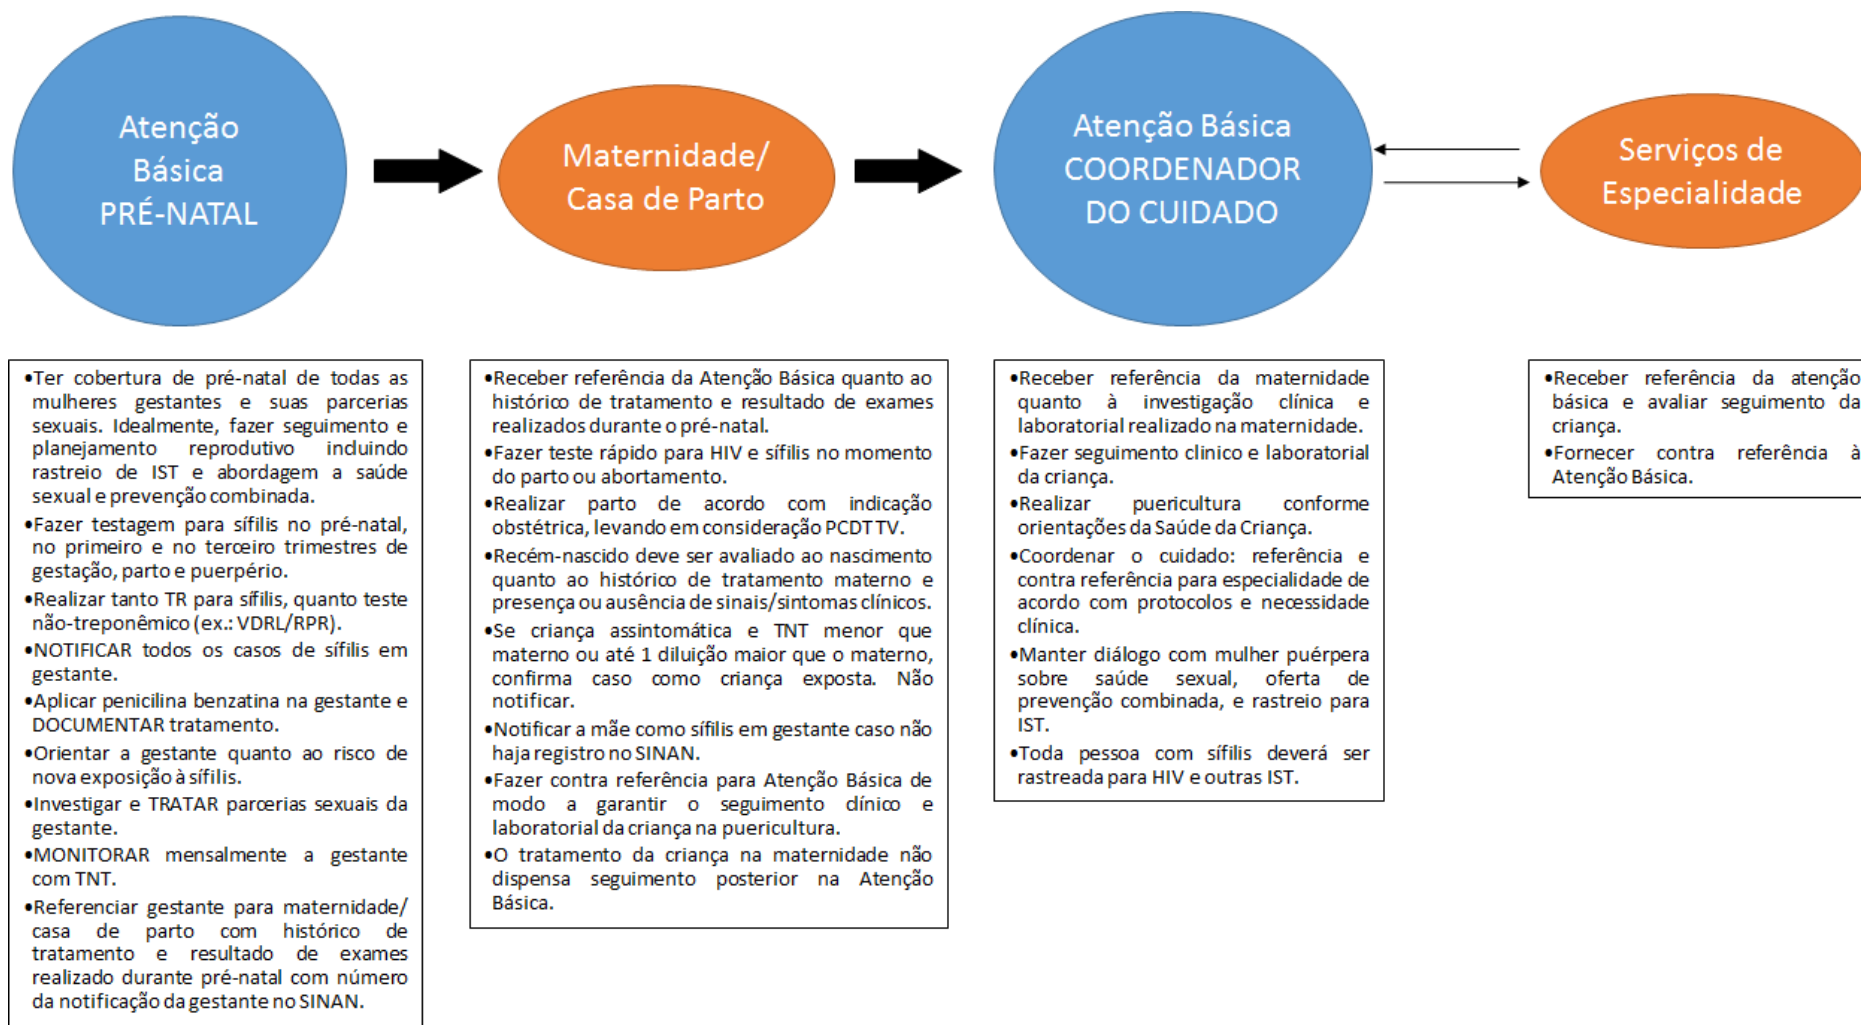 Atenção
Básica
PRÉ-NATAL
Maternidade/
Casa de Parto
Atenção Básica
COORDENADOR
DO CUIDADO
Serviços de
Especialidade
•Ter cobertura de pré-natal de todas as
mulheres gestantes e suas parcerias
sexuais. Idealmente, fazer seguimento e
planejamento reprodutivo incluindo
rastreio de IST e abordagem a saúde
sexual e prevenção combinada.
•Fazer testagem para sífilis no pré-natal,
no primeiro e no terceiro trimestres de
gestação, parto e puerpério.
•Realizar tanto TR para sífilis, quanto teste
não-treponêmico (ex.: VDRL/RPR).
•NOTIFICAR todos os casos de sífilis em
gestante.
•Aplicar penicilina benzatina na gestante e
DOCUMENTAR tratamento.
•Orientar a gestante quanto ao risco de
nova exposição à sífilis.
•Investigar e TRATAR parcerias sexuais da
gestante.
•MONITORAR mensalmente a gestante
com TNT.
•Referenciar gestante para maternidade/
casa de parto com histórico de
tratamento e resultado de exames
realizado durante pré-natal com número
da notificação da gestante no SINAN.
•Receber referência da Atenção Básica quanto ao
histórico de tratamento e resultado de exames
realizados durante o pré-natal.
•Fazer teste rápido para HIV e sífilis no momento
do parto ou abortamento.
•Realizar parto de acordo com indicação
obstétrica, levando em consideração PCDT TV.
•Recém-nascido deve ser avaliado ao nascimento
quanto ao histórico de tratamento materno e
presença ou ausência de sinais/sintomas clínicos.
•Se criança assintomática e TNT menor que
materno ou até 1 diluição maior que o materno,
confirma caso como criança exposta. Não
notificar.
•Notificar a mãe como sífilis em gestante caso não
haja registro no SINAN.
•Fazer contra referência para Atenção Básica de
modo a garantir o seguimento clínico e
laboratorial da criança na puericultura.
•O tratamento da criança na maternidade não
dispensa seguimento posterior na Atenção
Básica.
•Receber referência da maternidade
quanto à investigação clínica e
laboratorial realizado na maternidade.
•Fazer seguimento clinico e laboratorial
da criança.
•Realizar puericultura conforme
orientações da Saúde da Criança.
•Coordenar o cuidado: referência e
contra referência para especialidade de
acordo com protocolos e necessidade
clínica.
•Manter diálogo com mulher puérpera
sobre saúde sexual, oferta de
prevenção combinada, e rastreio para
IST.
•Toda pessoa com sífilis deverá ser
rastreada para HIV e outras IST.
•Receber referência da atenção
básica e avaliar seguimento da
criança.
•Fornecer contra referência à
Atenção Básica.